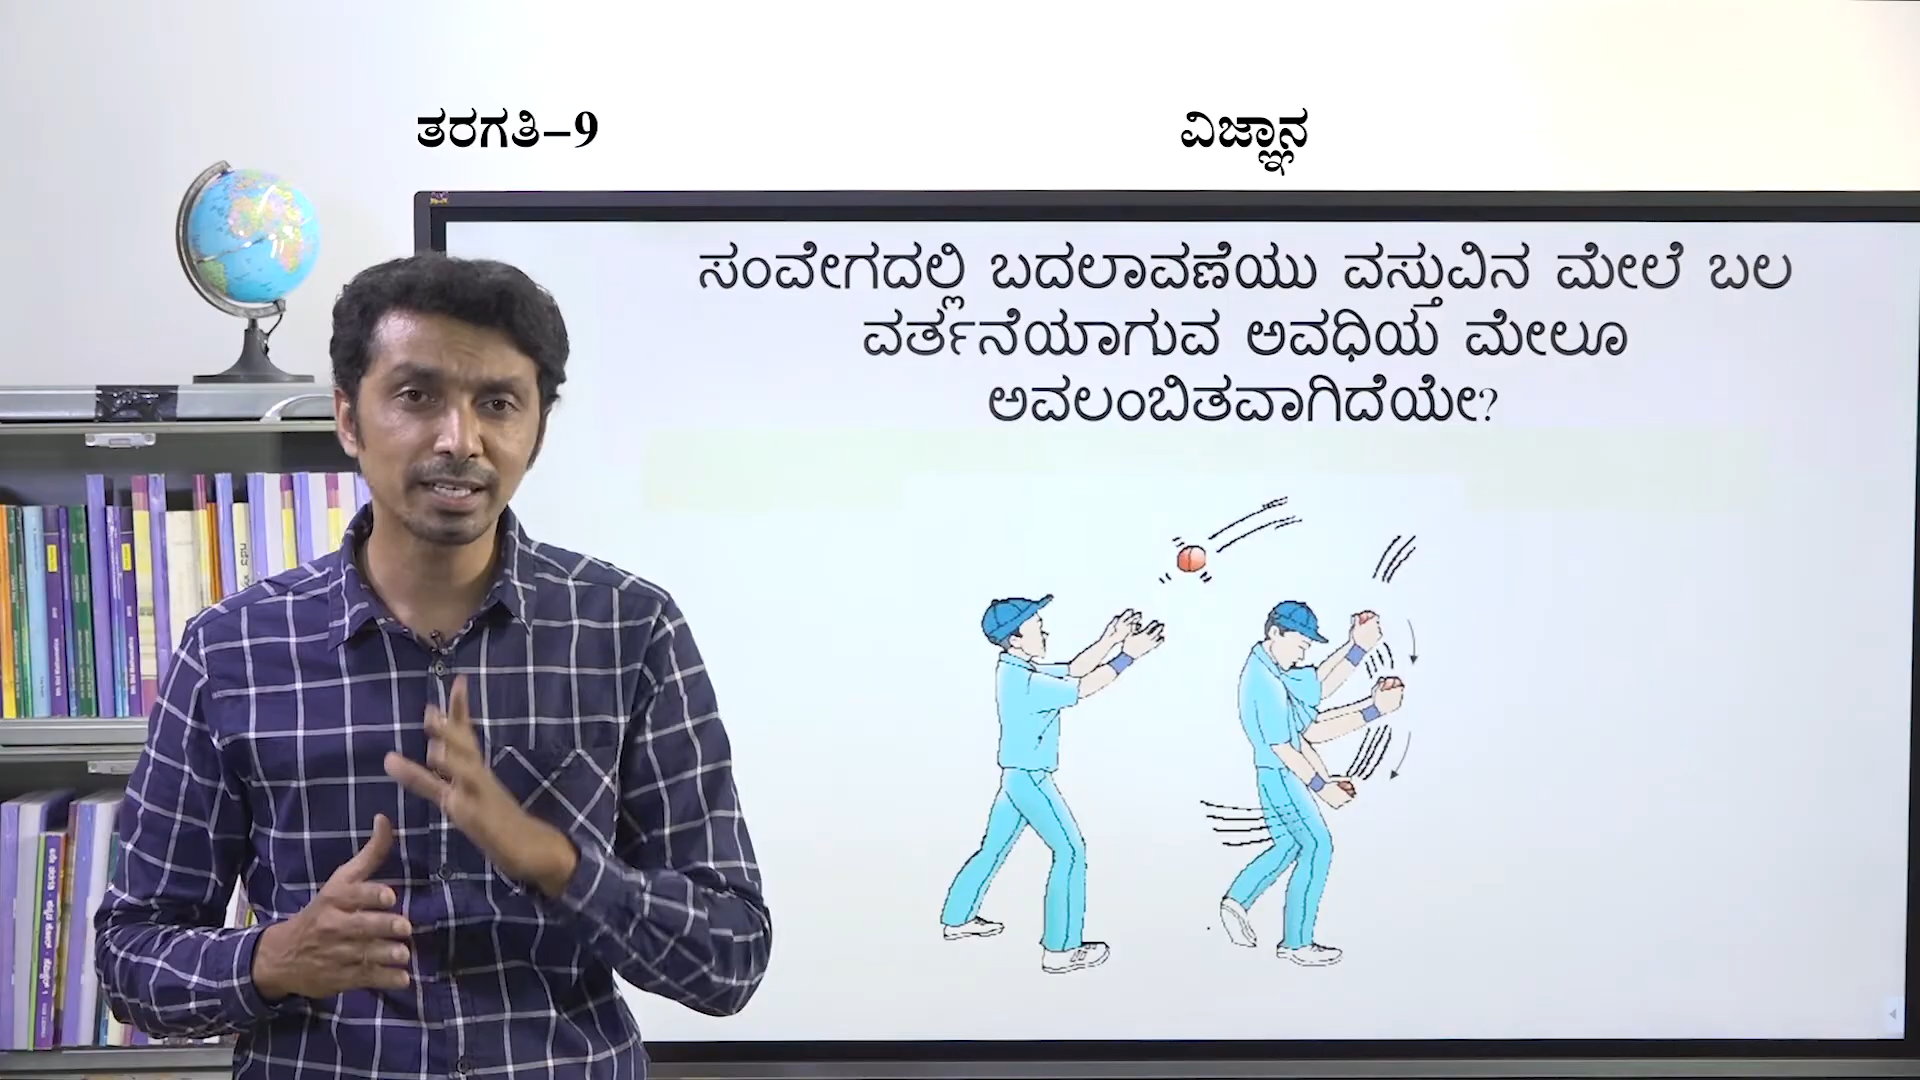 ತರಗತಿ–9
ವಿಜ್ಞಾನ
ಸಂವೇಗದಲ್ಲಿ ಬದಲಾವಣೆಯು ವಸ್ತುವಿನ ಮೇಲೆ ಬಲ
ವರ್ತನೆಯಾಗುವ ಅವಧಿಯ ಮೇಲೂ
ಅವಲಂಬಿತವಾಗಿದೆಯೇ?